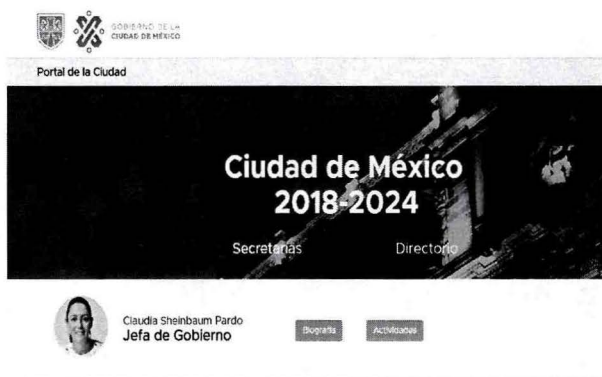 GOBIERNO DE LA
CIUDAD DE MÉXICO
Portal de la Ciudad
Ciudad de México
2018-2024
Secretarías
Directorio
Claudia Sheinbaum Pardo
Jefa de Gobierno
Biografía
Actividades